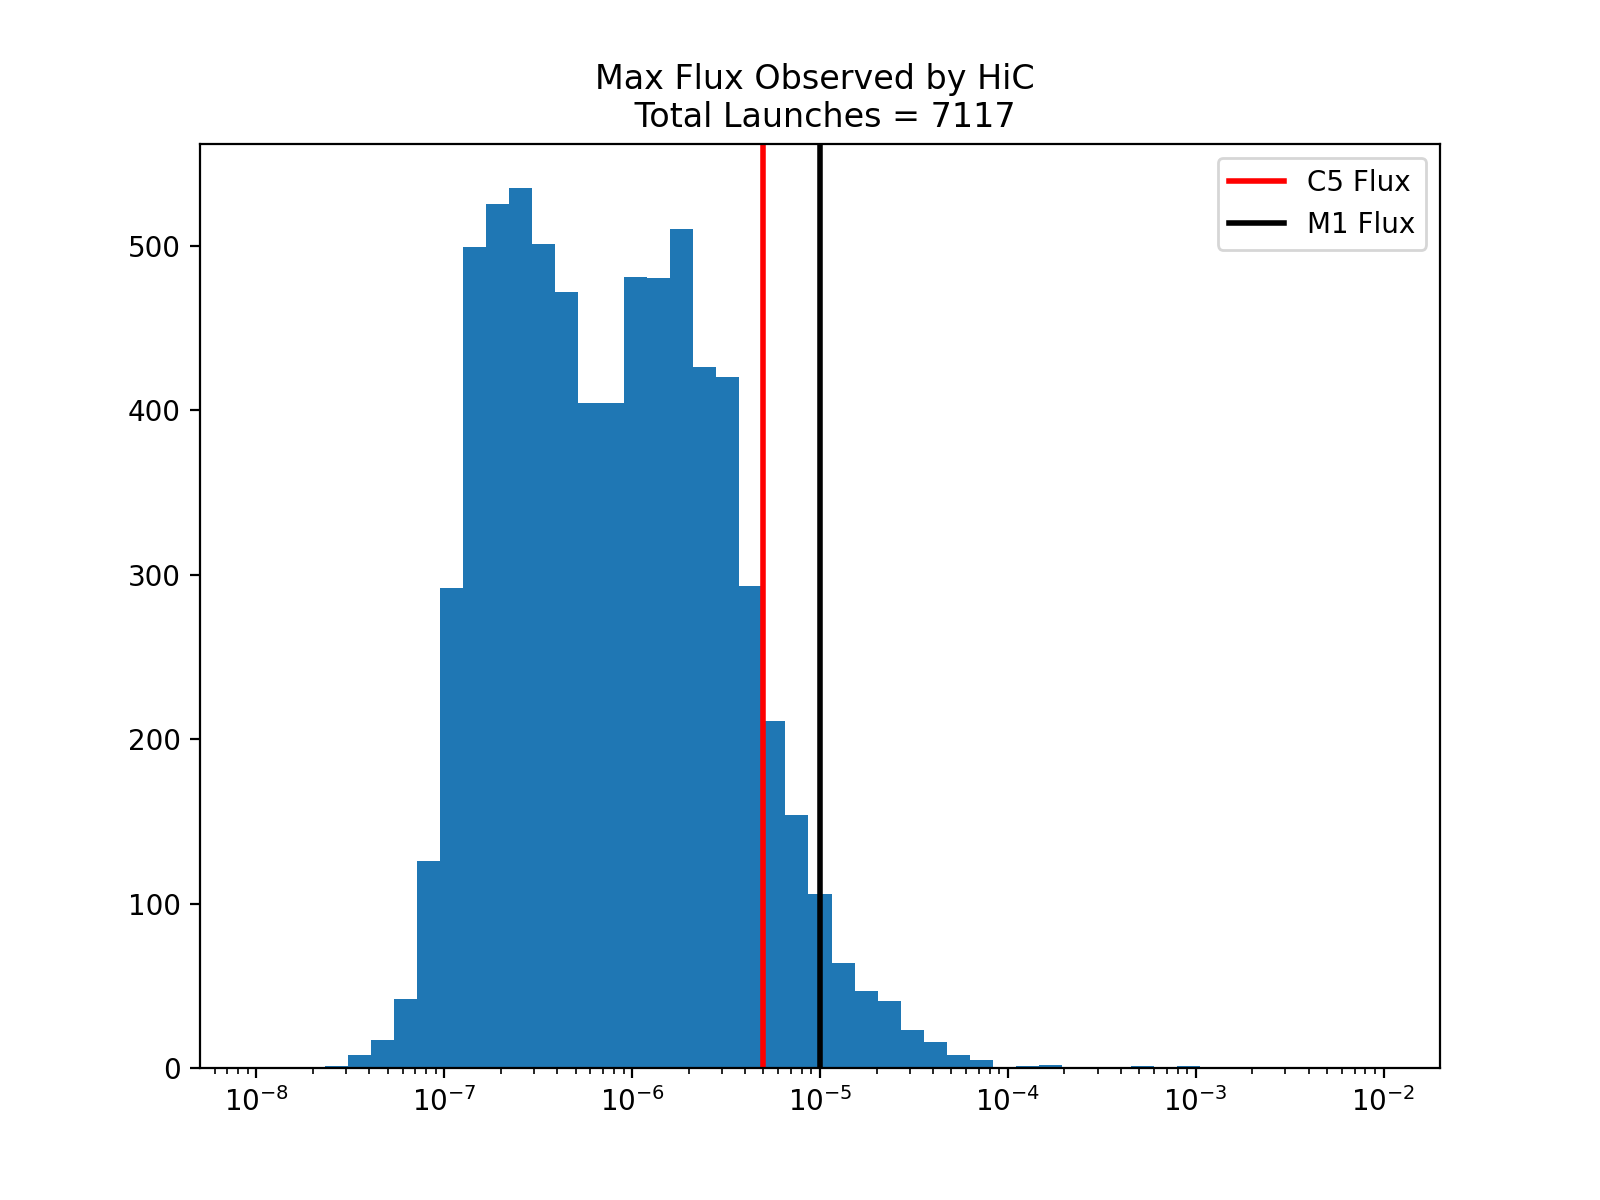 Max Flux Observed by HiC
Total Launches = 7117
C5 Flux
M1 Flux
500
400
300
200
100
0
10⁻⁸ 10⁻⁷ 10⁻⁶ 10⁻⁵ 10⁻⁴ 10⁻³ 10⁻²